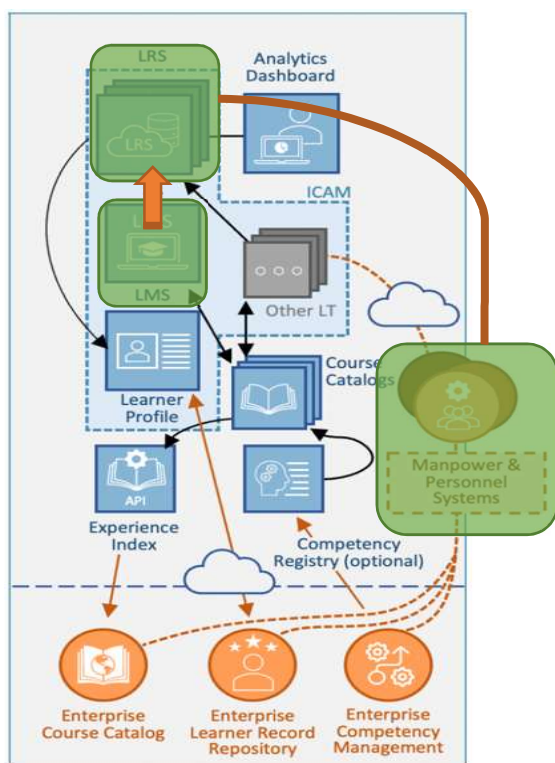 LRS
Analytics
Dashboard
LRS
ICAM
LMS
Other LT
Course
Catalogs
Learner
Profile
Manpower &
Personnel
Systems
API
Experience
Index
Competency
Registry (optional)
Enterprise
Course Catalog
Enterprise
Learner Record
Repository
Enterprise
Competency
Management